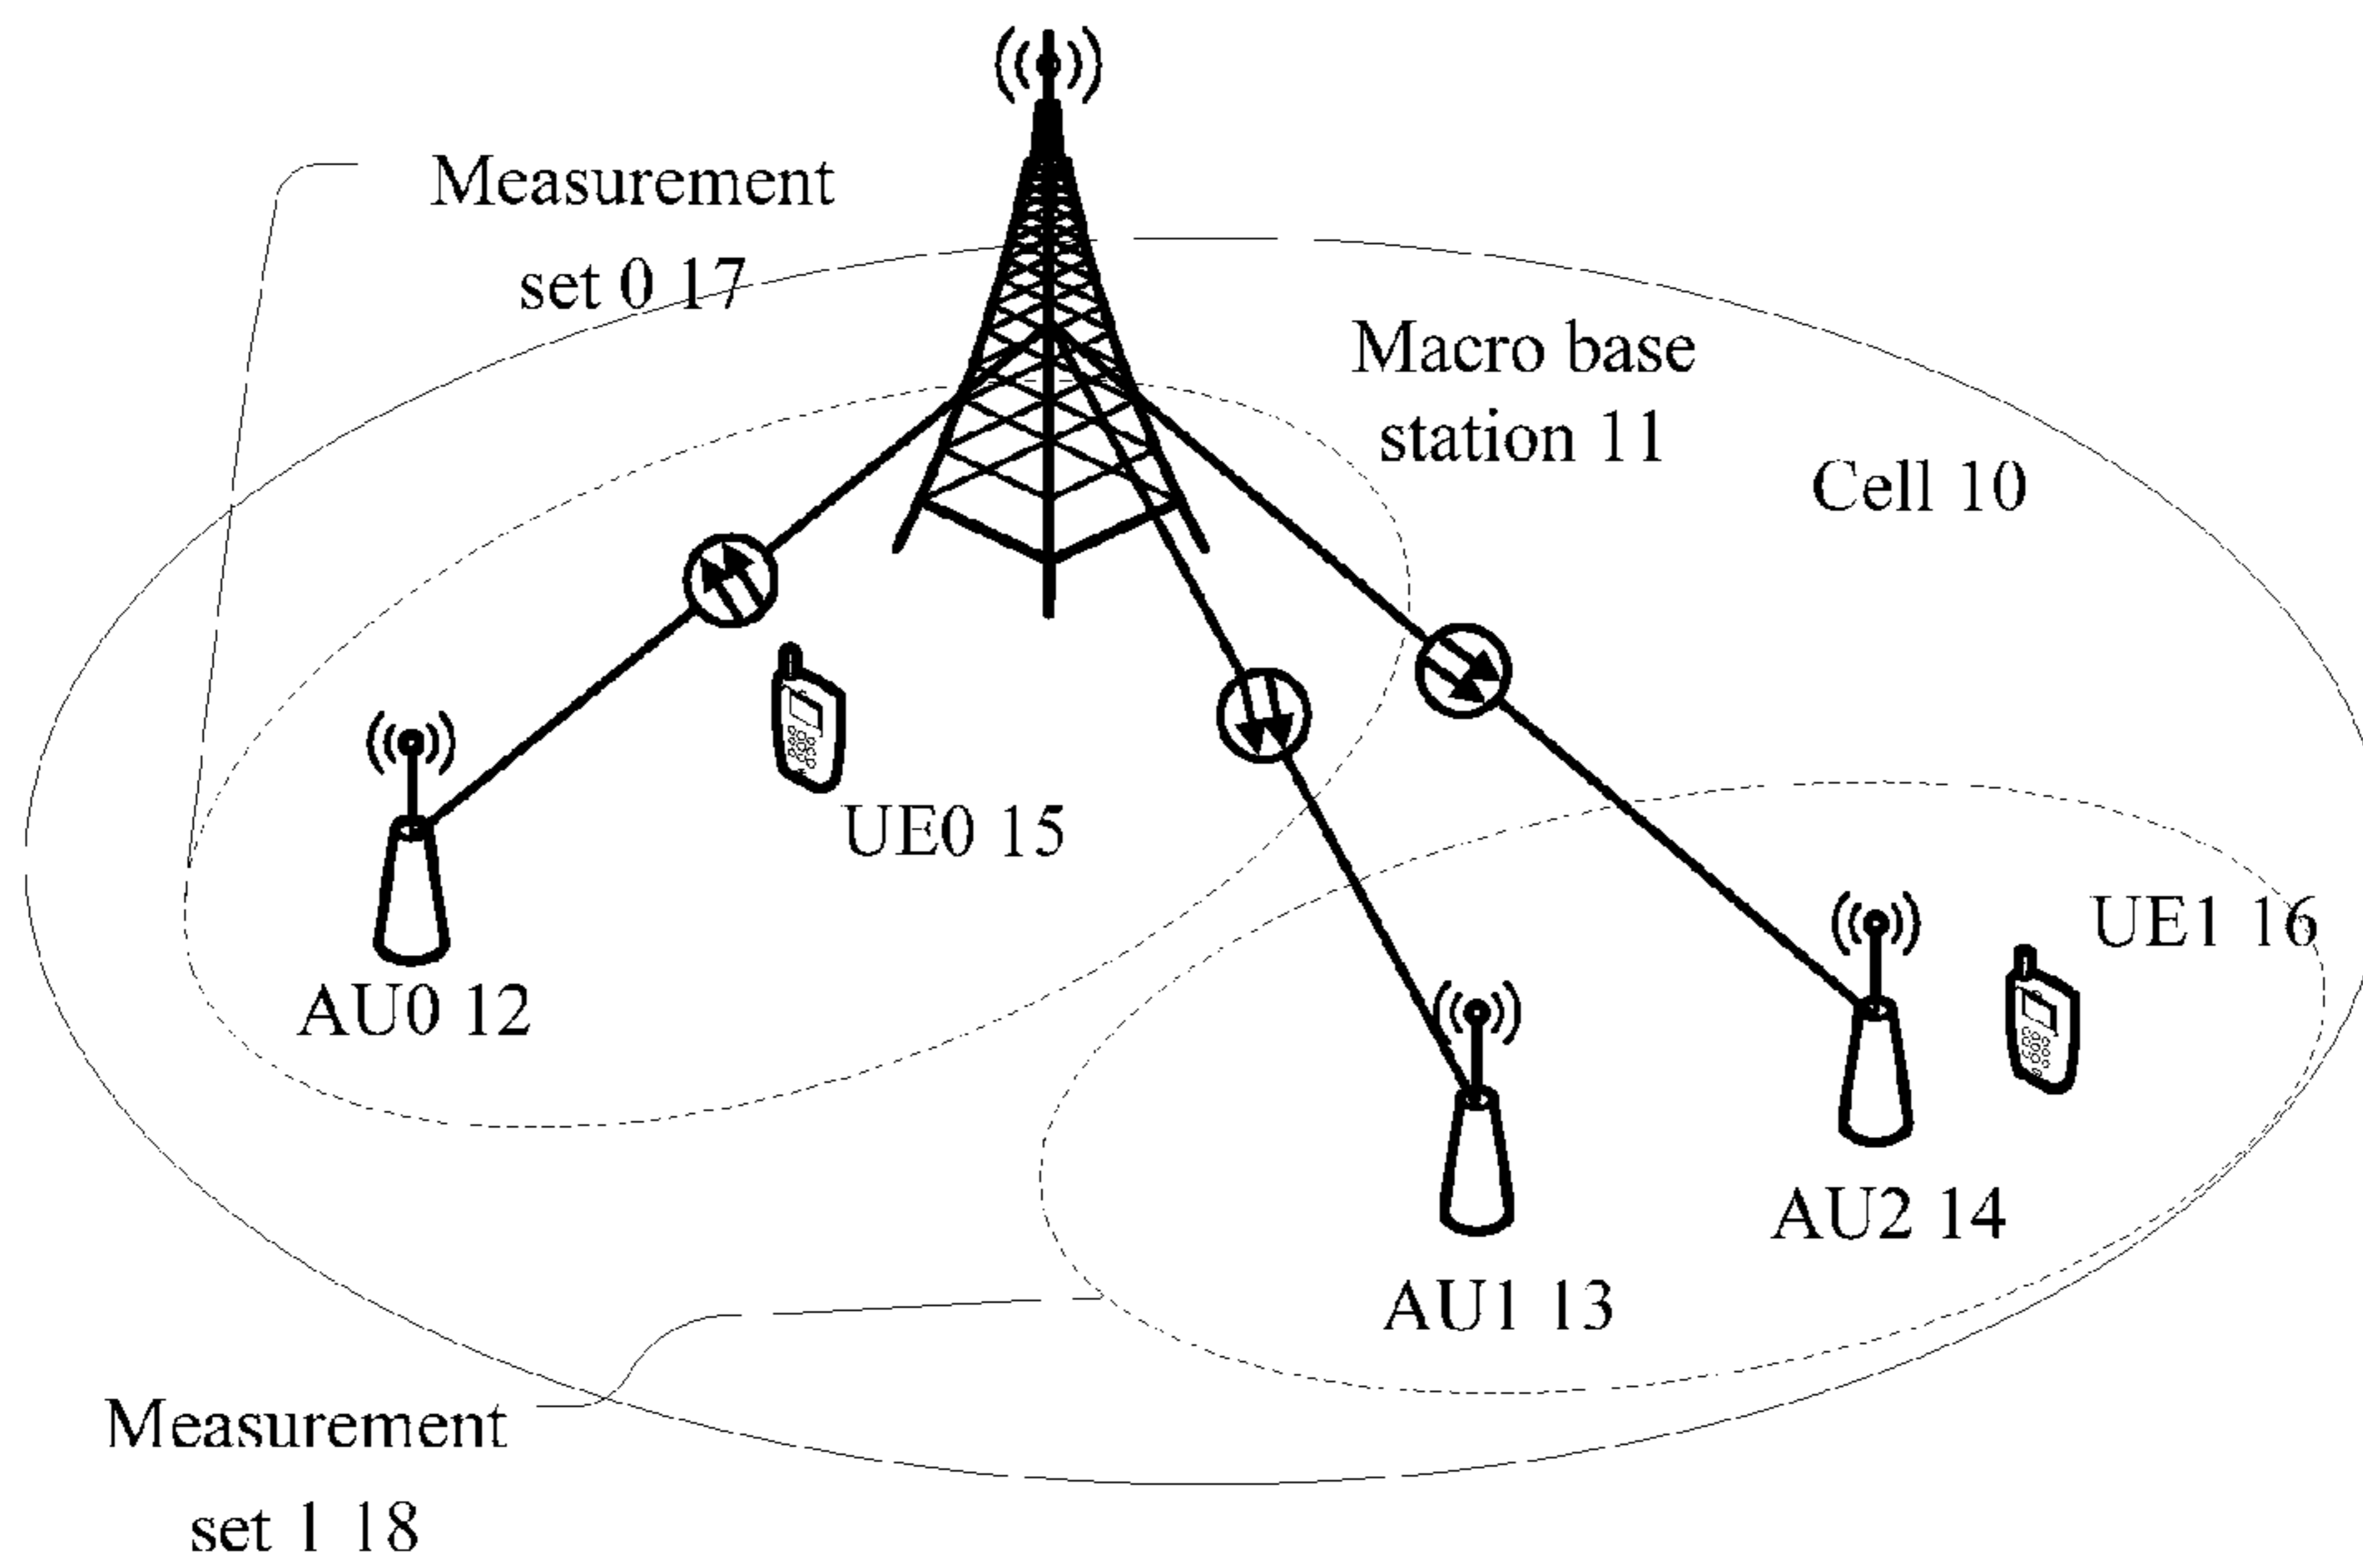 Measurement
set 0 17
Macro base
station 11
Cell 10
UE0 15
UE1 16
AU0 12
AU2 14
AU1 13
Measurement
set 1 18